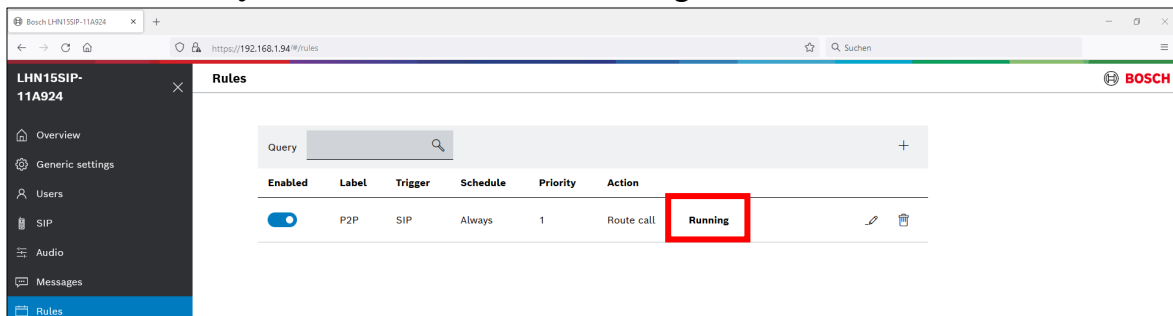 Bosch LHN15SIP-11A924
https://192.168.1.94/#/rules
Suchen
LHN15SIP-
11A924
Rules
BOSCH
Overview
Generic settings
Users
SIP
Audio
Messages
Rules
Query
Enabled Label Trigger Schedule Priority Action
P2P SIP Always 1 Route call Running